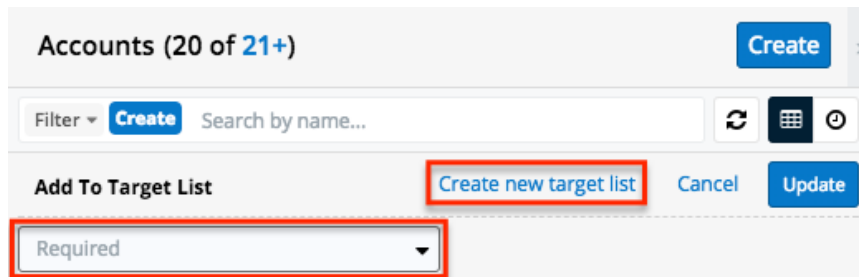 Accounts (20 of 21+) Create
Filter Create Search by name...
Add To Target List Create new target list Cancel Update
Required